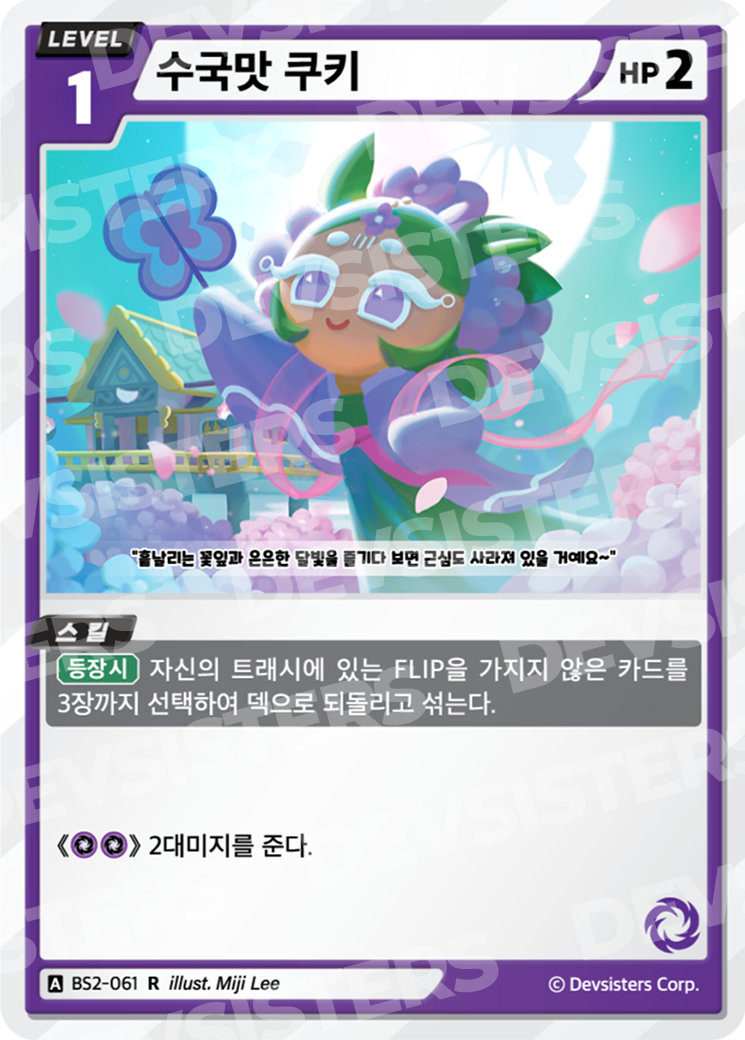 LEVEL
1
수국맛 쿠키
HP 2
"흩날리는 꽃잎과 은은한 달빛을 즐기다 보면 근심도 사라져 있을 거예요~"
스킬
등장시 자신의 트래시에 있는 FLIP을 가지지 않은 카드를
3장까지 선택하여 덱으로 되돌리고 섞는다.
《》 2대미지를 준다.
A BS2-061 R illust. Miji Lee
© Devsisters Corp.
DEVSISTERS